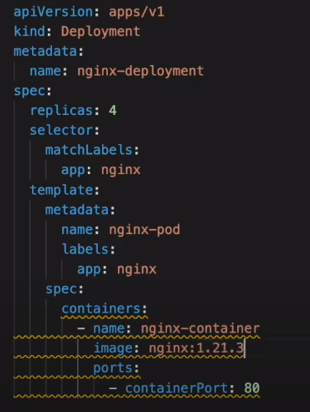 apiVersion: apps/v1
kind: Deployment
metadata:
  name: nginx-deployment
spec:
  replicas: 4
  selector:
    matchLabels:
      app: nginx
  template:
    metadata:
      name: nginx-pod
      labels:
        app: nginx
    spec:
      containers:
        - name: nginx-container
          image: nginx:1.21.3
          ports:
            - containerPort: 80